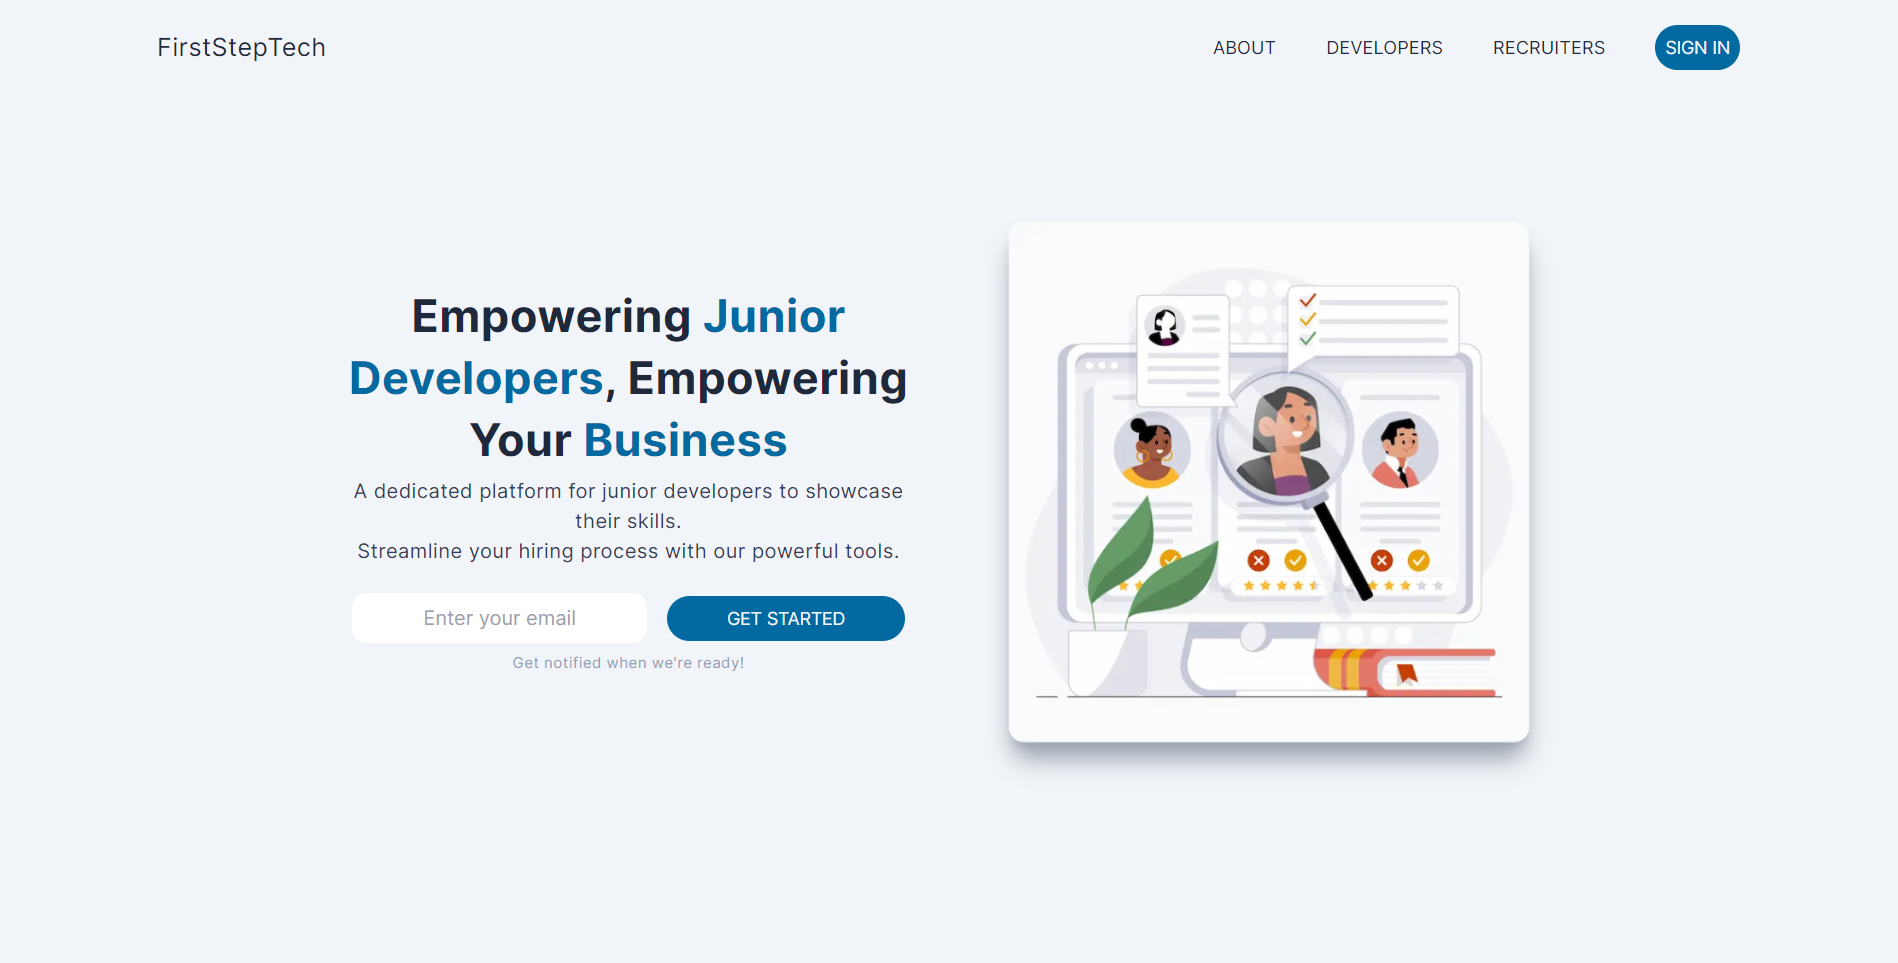 FirstStepTech
ABOUT
DEVELOPERS
RECRUITERS
SIGN IN
Empowering Junior
Developers, Empowering
Your Business
A dedicated platform for junior developers to showcase
their skills.
Streamline your hiring process with our powerful tools.
Enter your email
GET STARTED
Get notified when we're ready!